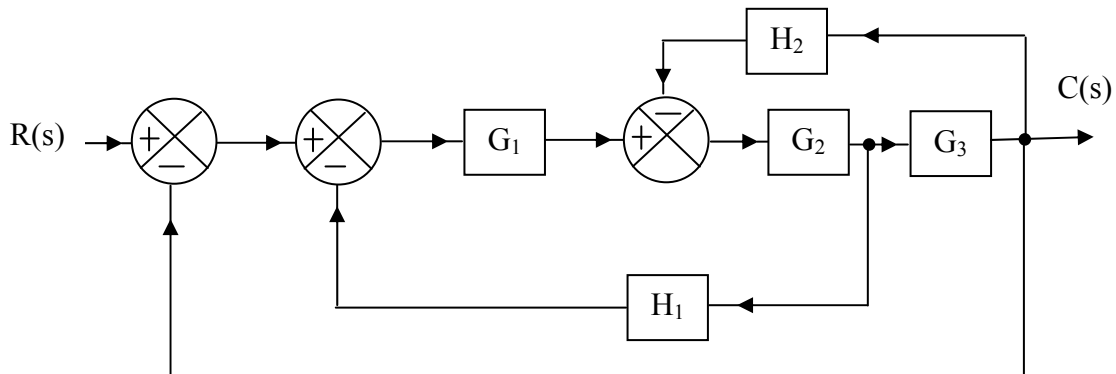 H₂
C(s)
R(s)
+
−
+
−
G₁
+
−
G₂
G₃
H₁